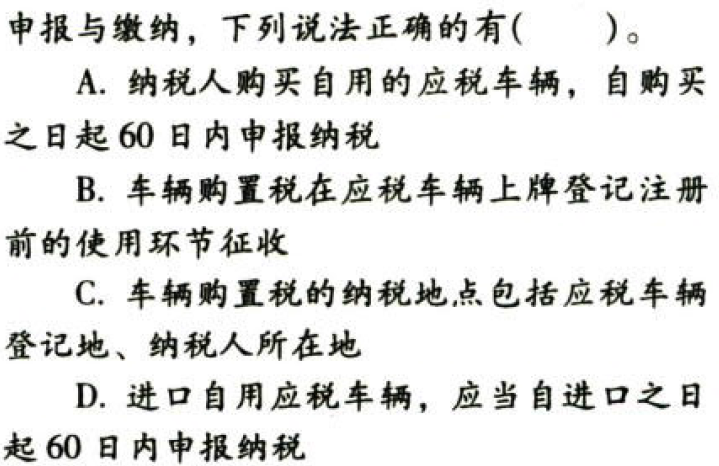 申报与缴纳，下列说法正确的有(　　)。
A. 纳税人购买自用的应税车辆，自购买
之日起 60 日内申报纳税
B. 车辆购置税在应税车辆上牌登记注册
前的使用环节征收
C. 车辆购置税的纳税地点包括应税车辆
登记地、纳税人所在地
D. 进口自用应税车辆，应当自进口之日
起 60 日内申报纳税